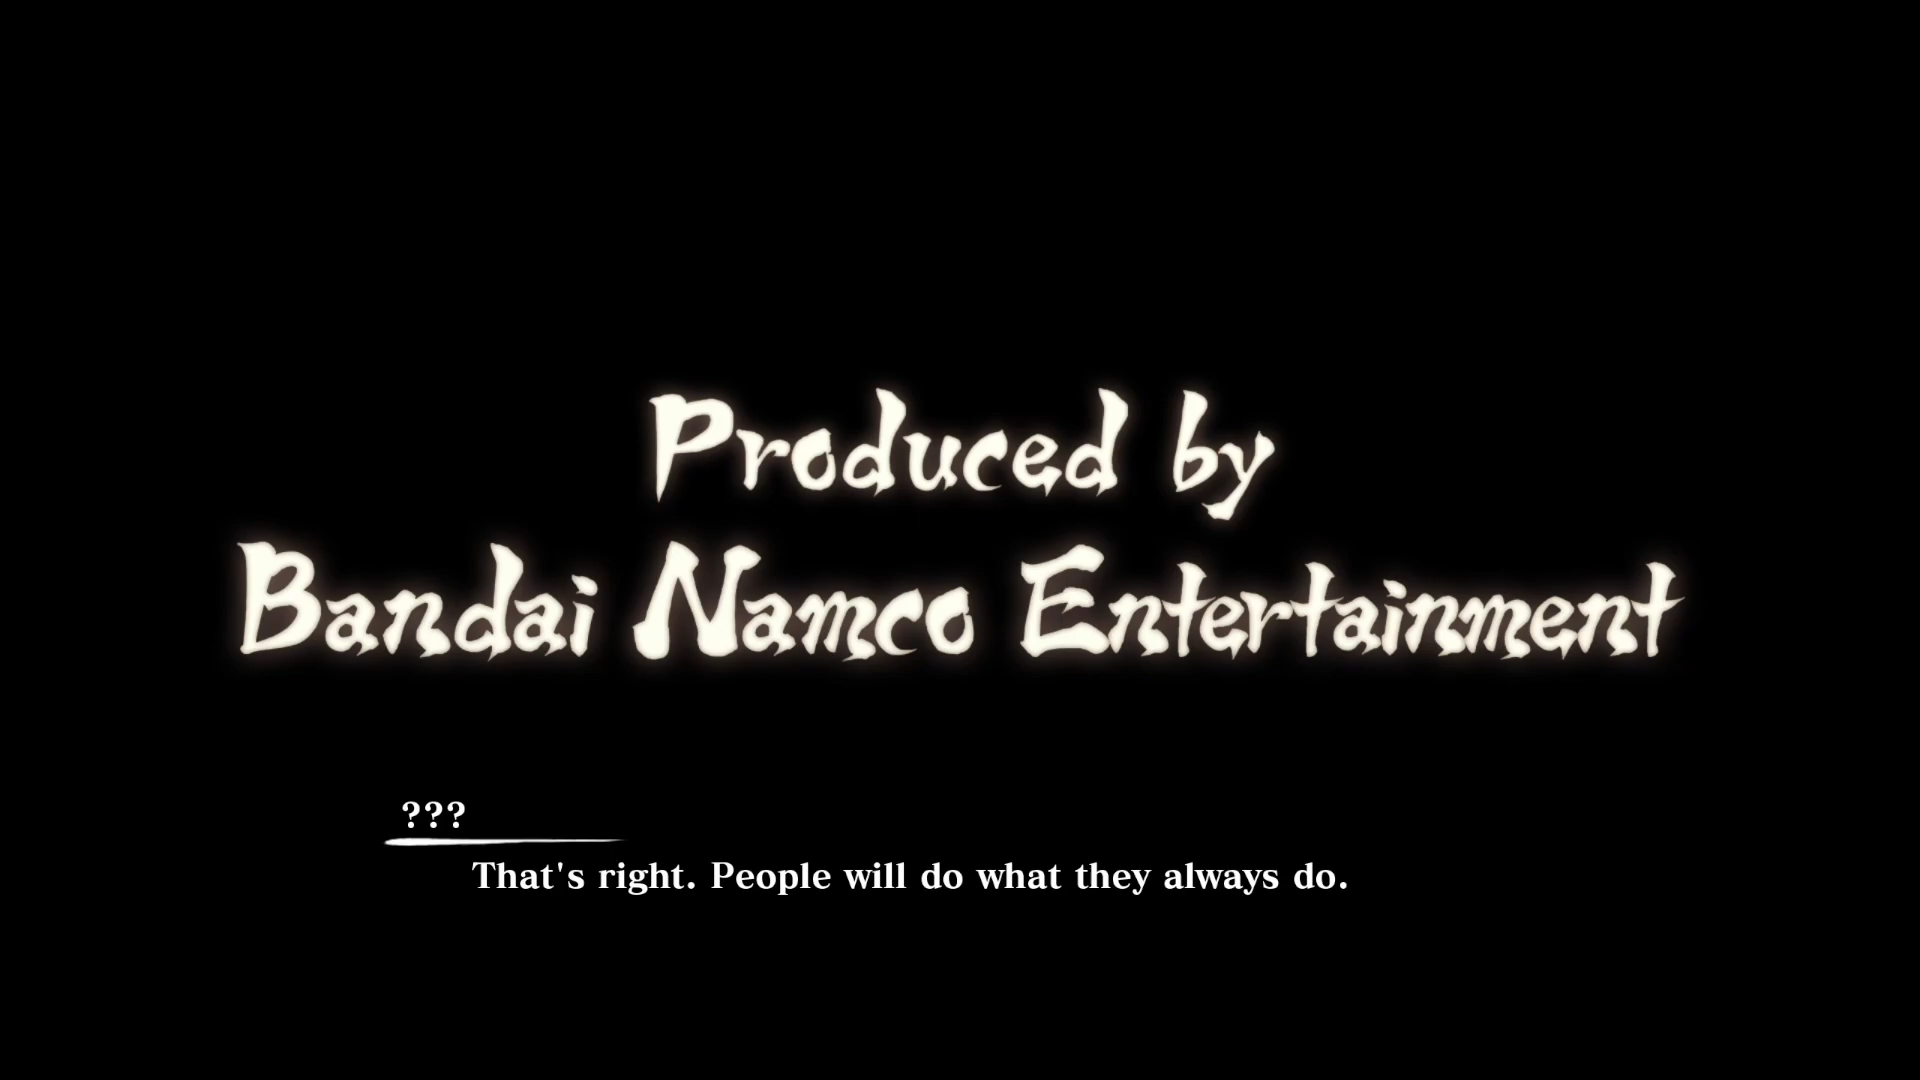 Produced by
Bandai Namco Entertainment
???
That's right. People will do what they always do.